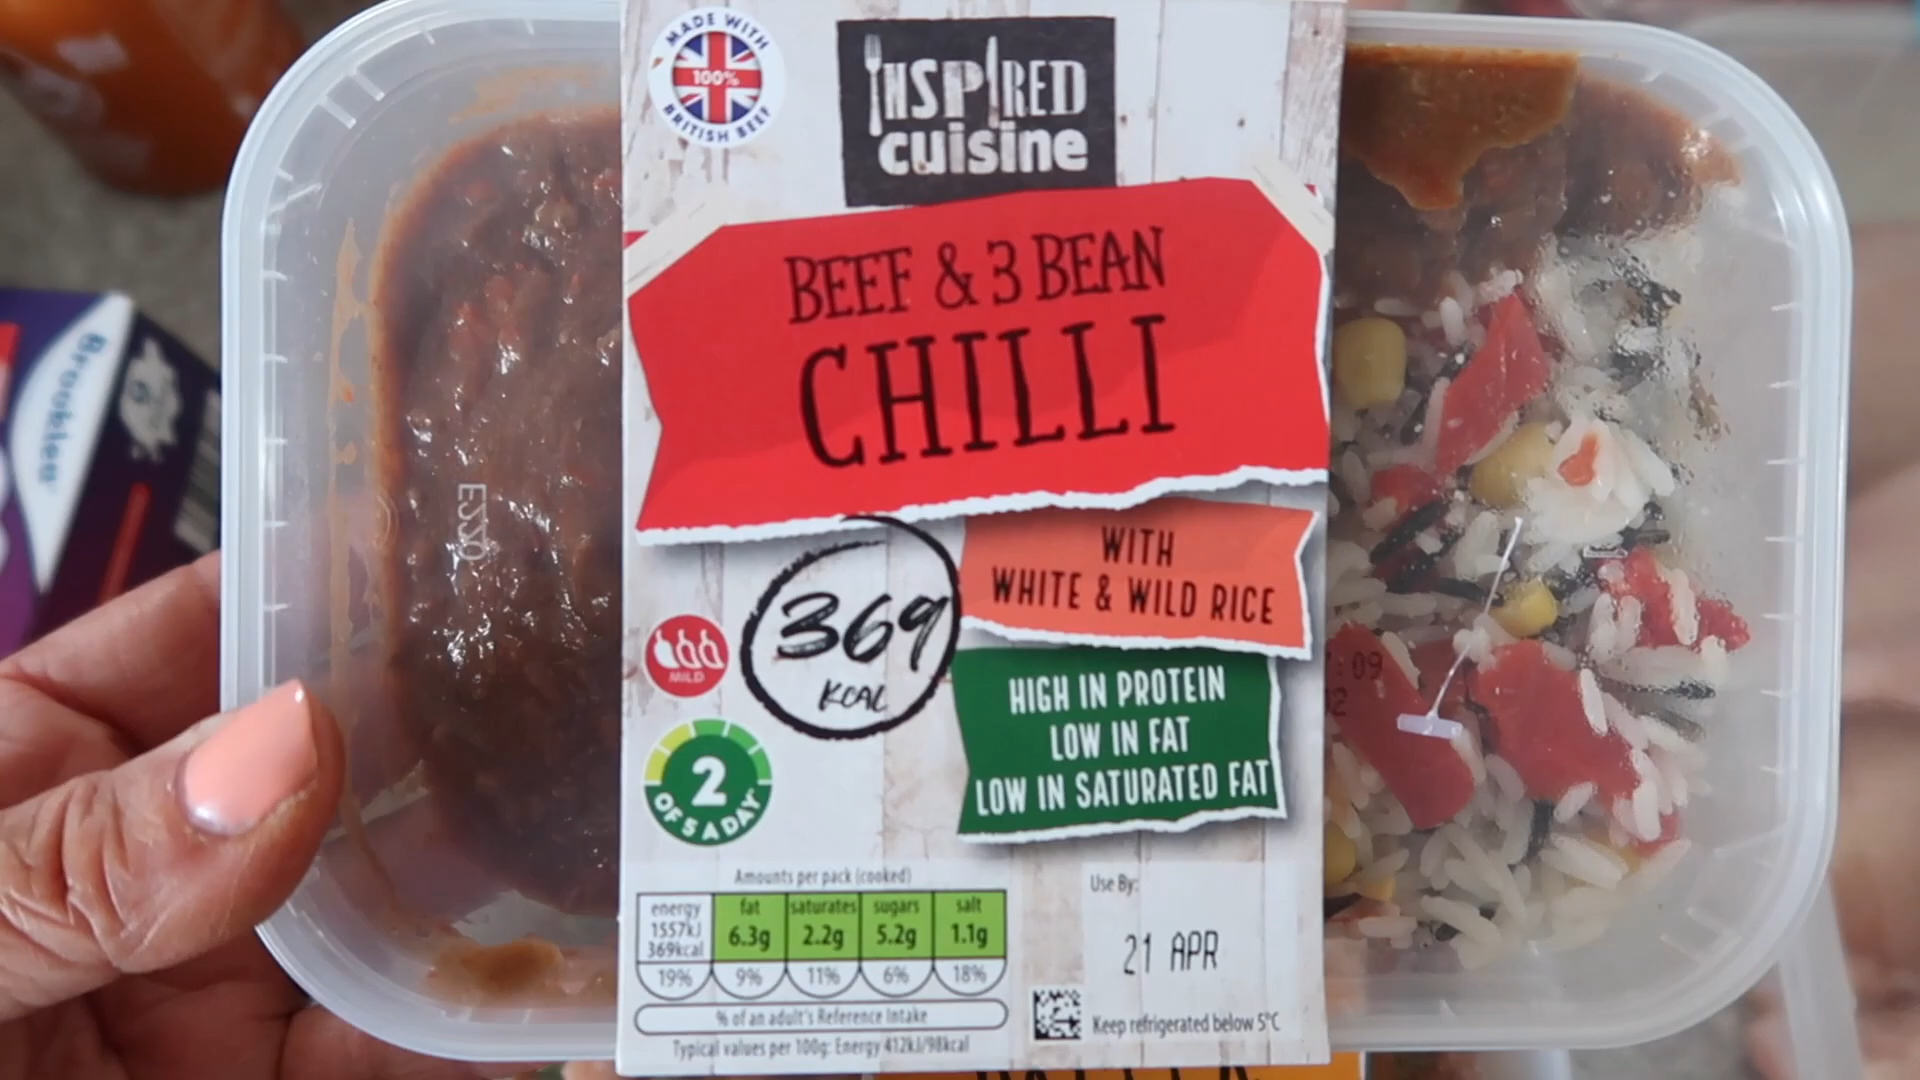 MADE WITH
100%
BRITISH BEEF
INSPIRED
cuisine
BEEF & 3 BEAN
CHILLI
WITH
WHITE & WILD RICE
369
KCAL
MILD
HIGH IN PROTEIN
LOW IN FAT
LOW IN SATURATED FAT
2
OF 5 A DAY
Amounts per pack (cooked)
energy
1557kJ
369kcal
19%
fat
6.3g
9%
saturates
2.2g
11%
sugars
5.2g
6%
salt
1.1g
18%
% of an adult's Reference Intake
Typical values per 100g: Energy 412kJ/98kcal
Use By:
21 APR
Keep refrigerated below 5°C
Brooklea